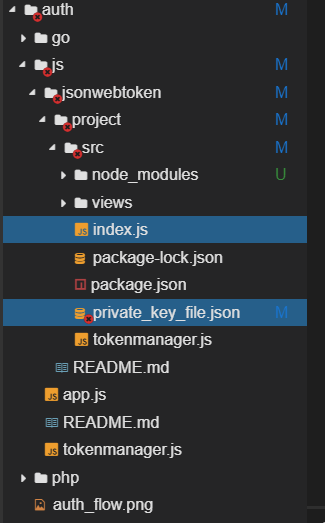 auth M
go
js M
jsonwebtoken M
project M
src M
node_modules U
views
JS index.js
package-lock.json
package.json
private_key_file.json M
JS tokenmanager.js
README.md
JS app.js
README.md
JS tokenmanager.js
php
auth_flow.png